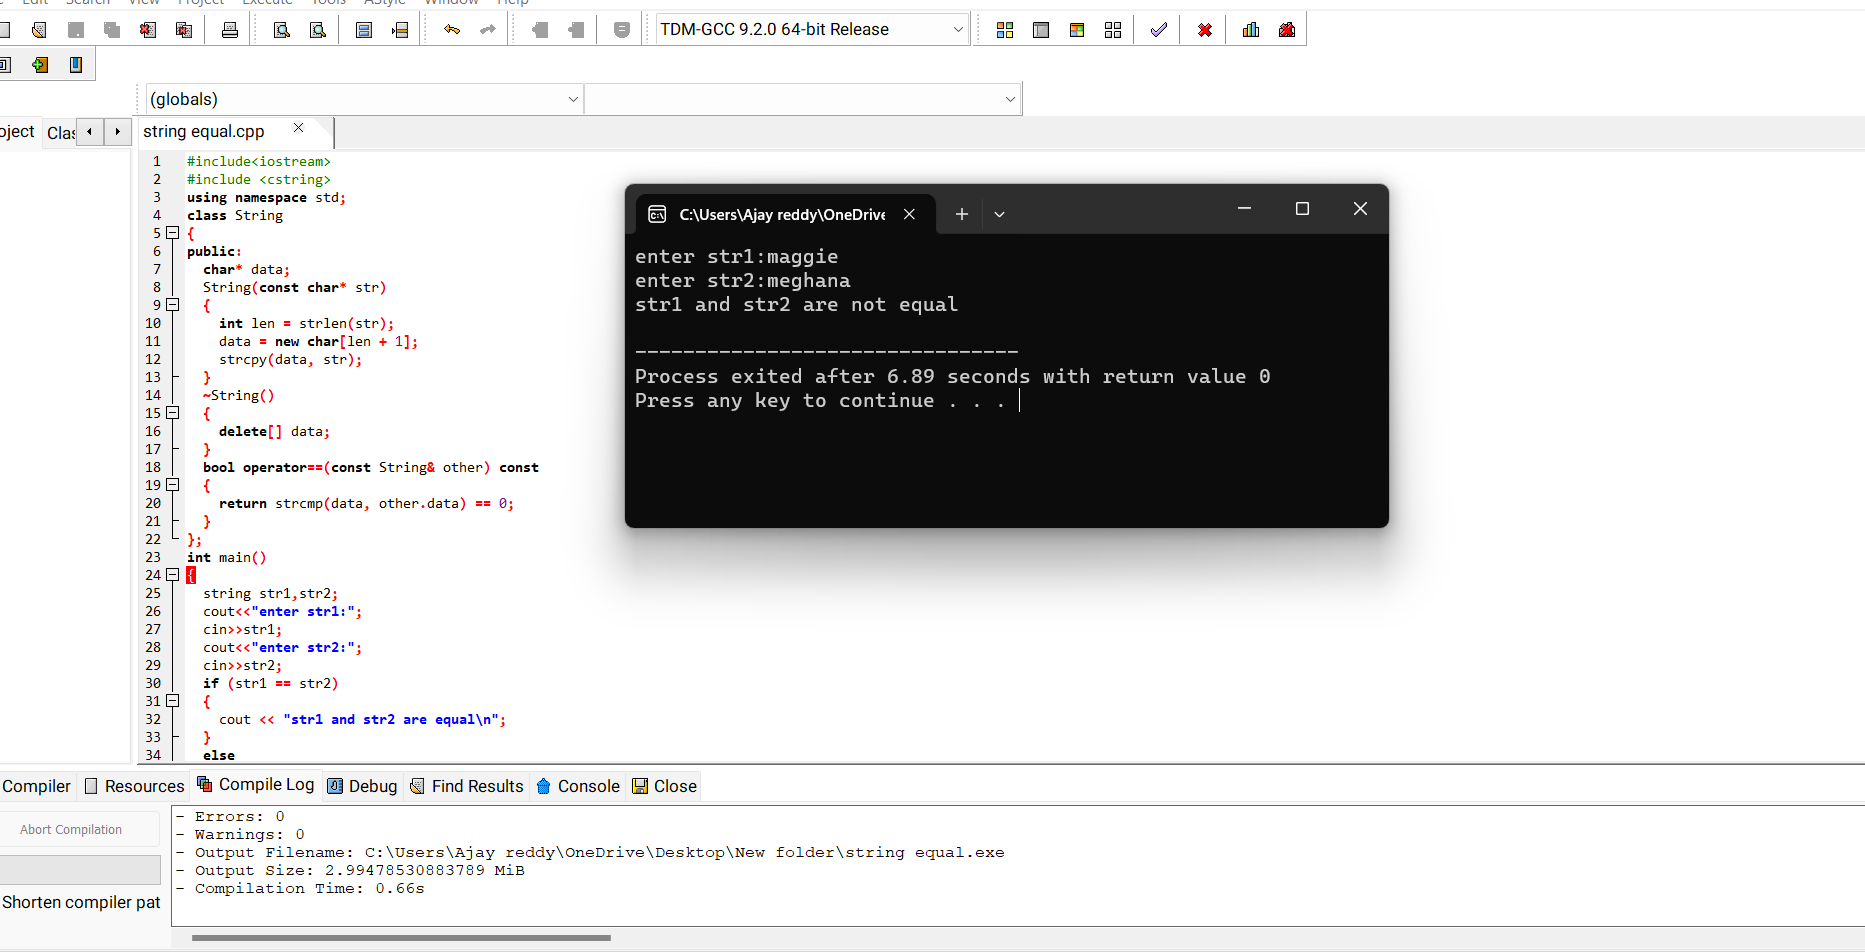 Edit Search View Project Execute Tools AStyle Window Help
TDM-GCC 9.2.0 64-bit Release
(globals)
string equal.cpp
1 #include<iostream>
2 #include <cstring>
3 using namespace std;
4 class String
5 {
6 public:
7 char* data;
8 String(const char* str)
9 {
10 int len = strlen(str);
11 data = new char[len + 1];
12 strcpy(data, str);
13 }
14 ~String()
15 {
16 delete[] data;
17 }
18 bool operator==(const String& other) const
19 {
20 return strcmp(data, other.data) == 0;
21 }
22 };
23 int main()
24 {
25 string str1,str2;
26 cout<<"enter str1:";
27 cin>>str1;
28 cout<<"enter str2:";
29 cin>>str2;
30 if (str1 == str2)
31 {
32 cout << "str1 and str2 are equal\n";
33 }
34 else
C:\Users\Ajay reddy\OneDrive
enter str1:maggie
enter str2:meghana
str1 and str2 are not equal
--------------------------------
Process exited after 6.89 seconds with return value 0
Press any key to continue . . .
Compiler Resources Compile Log Debug Find Results Console Close
Abort Compilation
Shorten compiler pat
- Errors: 0
- Warnings: 0
- Output Filename: C:\Users\Ajay reddy\OneDrive\Desktop\New folder\string equal.exe
- Output Size: 2.99478530883789 MiB
- Compilation Time: 0.66s